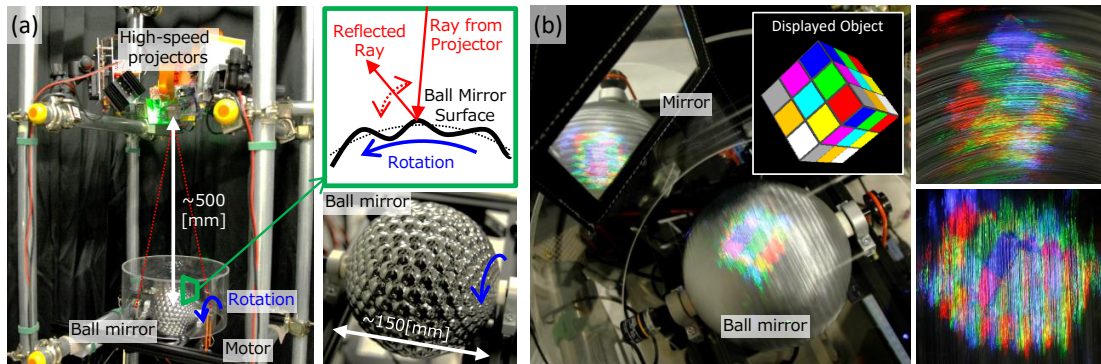 (a)
High-speed
projectors
~500
[mm]
Rotation
Ball mirror
Motor
Reflected
Ray
Ray from
Projector
Ball Mirror
Surface
Rotation
Ball mirror
~150[mm]
(b)
Mirror
Displayed Object
Ball mirror